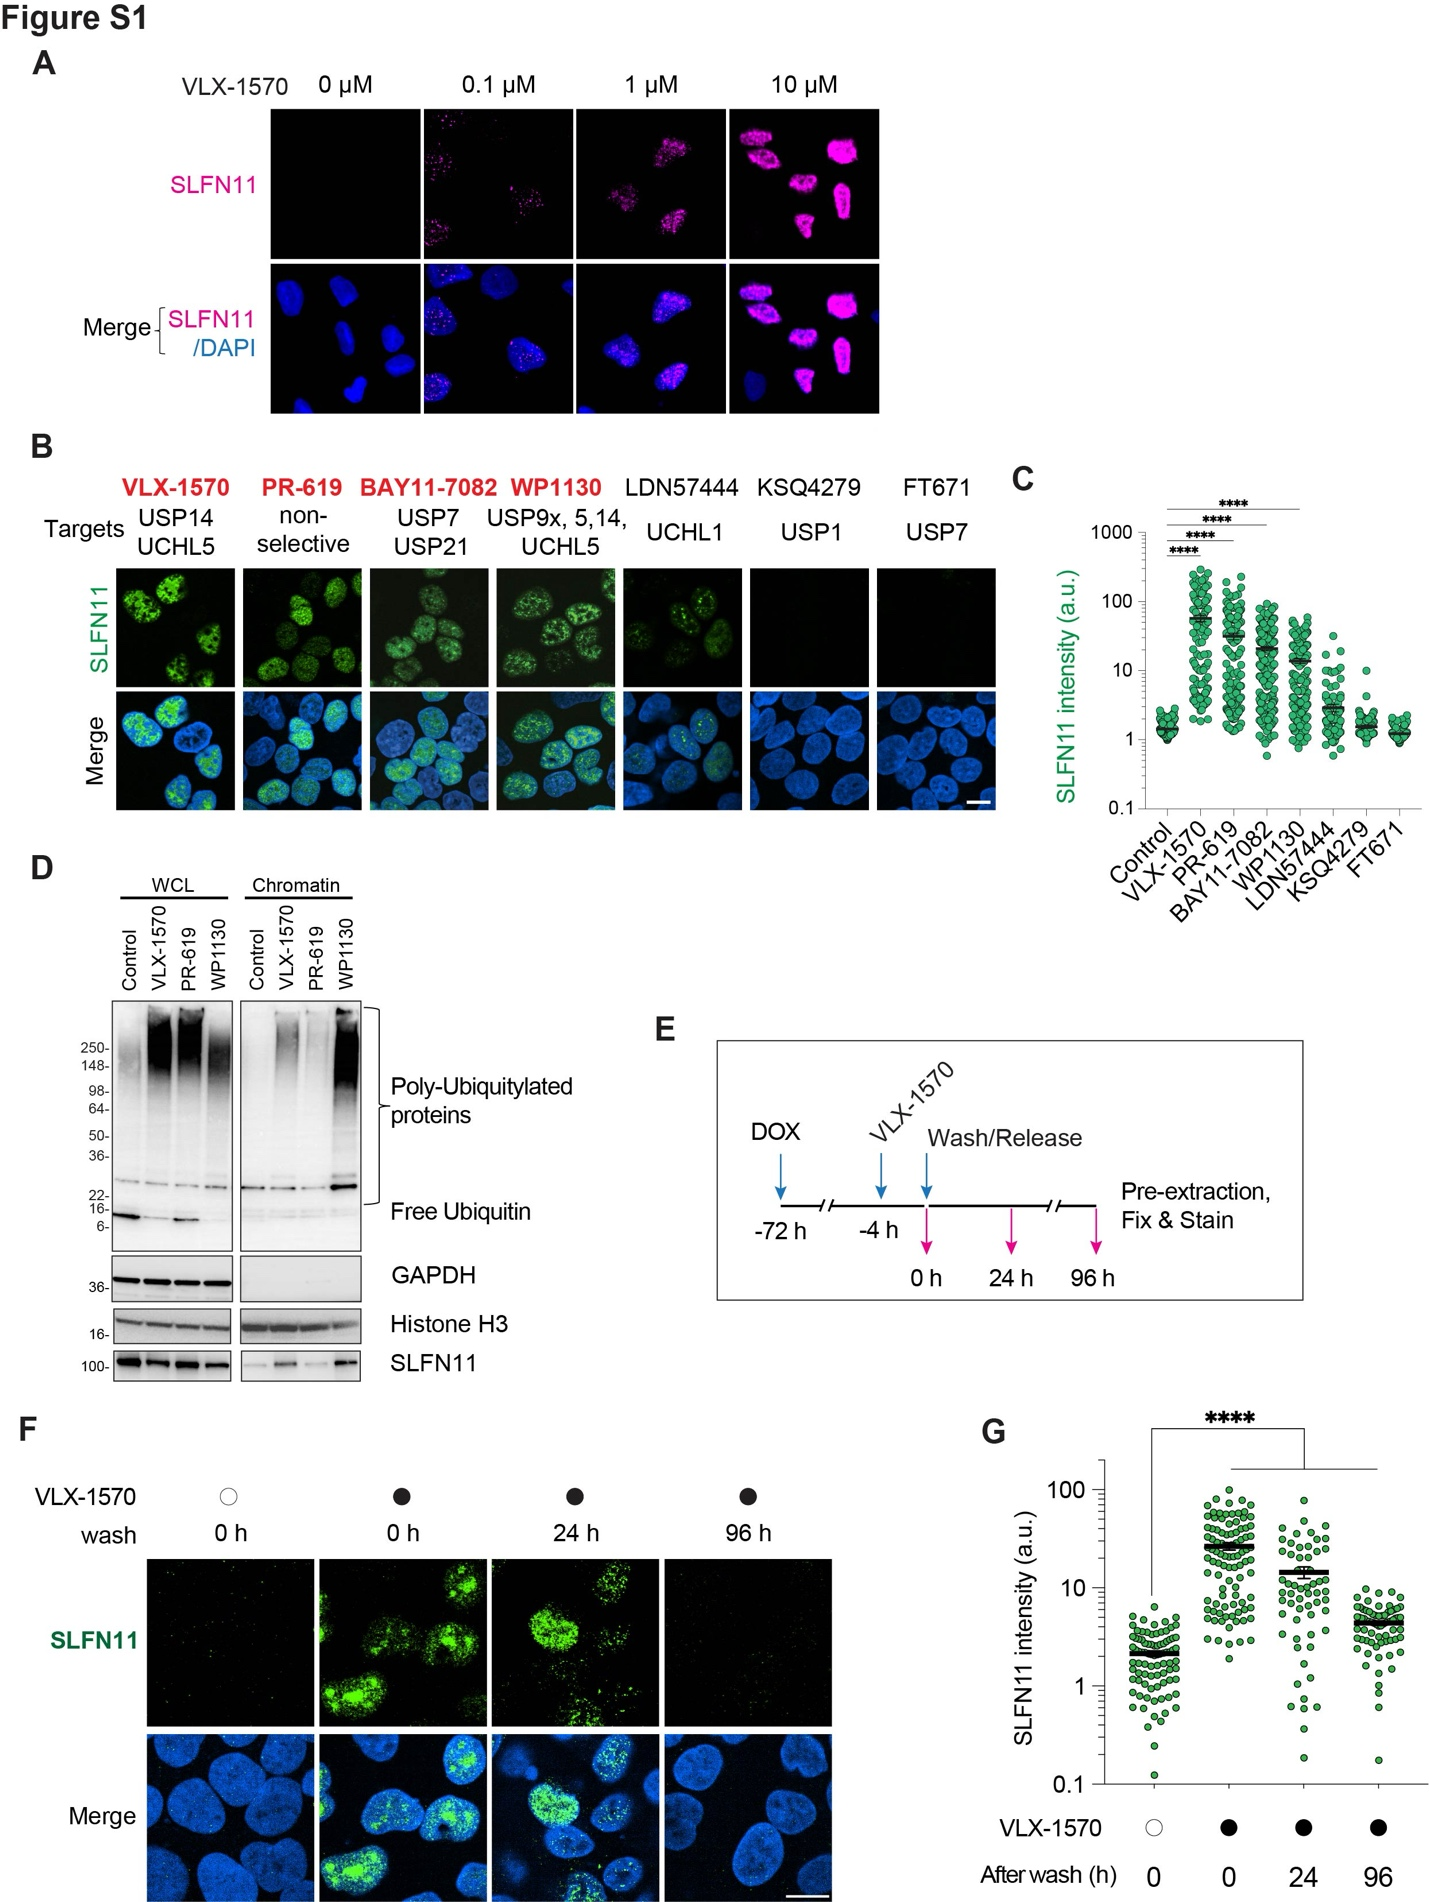 Figure S1
A
VLX-1570 0 µM 0.1 µM 1 µM 10 µM
SLFN11
Merge SLFN11
/DAPI
B
VLX-1570 PR-619 BAY11-7082 WP1130 LDN57444 KSQ4279 FT671
Targets USP14 UCHL5 non-selective USP7 USP21 USP9x, 5,14, UCHL5 UCHL1 USP1 USP7
SLFN11
Merge
C
**** 
****
****
****
SLFN11 intensity (a.u.)
1000
100
10
1
0.1
Control VLX-1570 PR-619 BAY11-7082 WP1130 LDN57444 KSQ4279 FT671
D
WCL Chromatin
Control VLX-1570 PR-619 WP1130 Control VLX-1570 PR-619 WP1130
250-
148-
98-
64-
50-
36-
22-
16-
6-
Poly-Ubiquitylated
proteins
Free Ubiquitin
36- GAPDH
16- Histone H3
100- SLFN11
E
DOX VLX-1570 Wash/Release
-72 h -4 h
0 h 24 h 96 h
Pre-extraction,
Fix & Stain
F
VLX-1570
wash 0 h 0 h 24 h 96 h
SLFN11
Merge
G
****
SLFN11 intensity (a.u.)
100
10
1
0.1
VLX-1570
After wash (h) 0 0 24 96